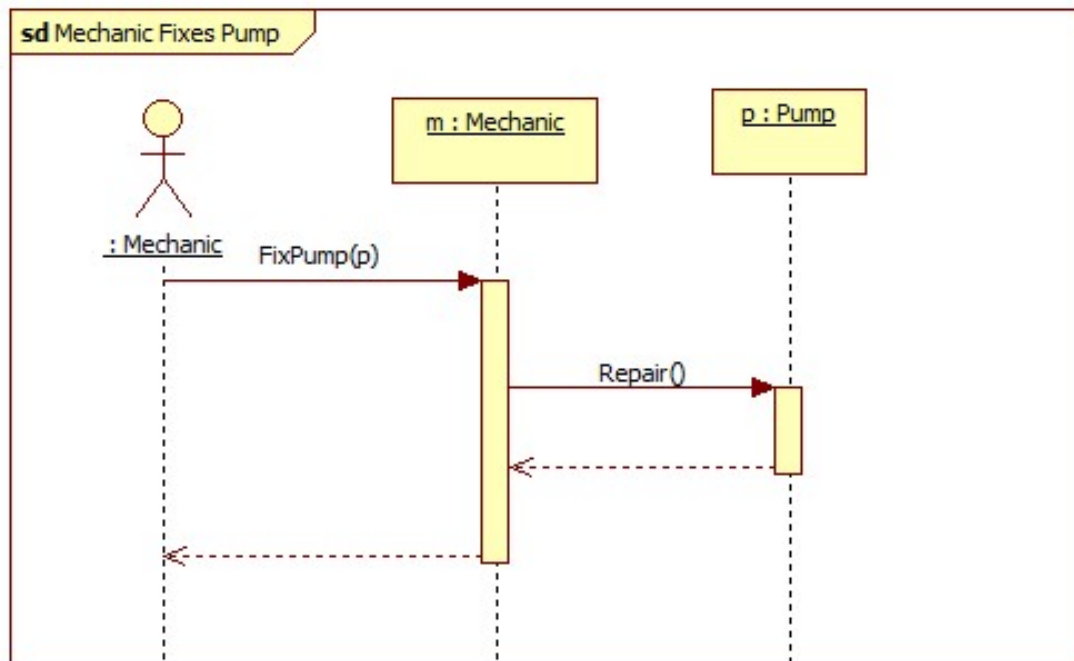 sd Mechanic Fixes Pump
m : Mechanic
p : Pump
: Mechanic
FixPump(p)
Repair()